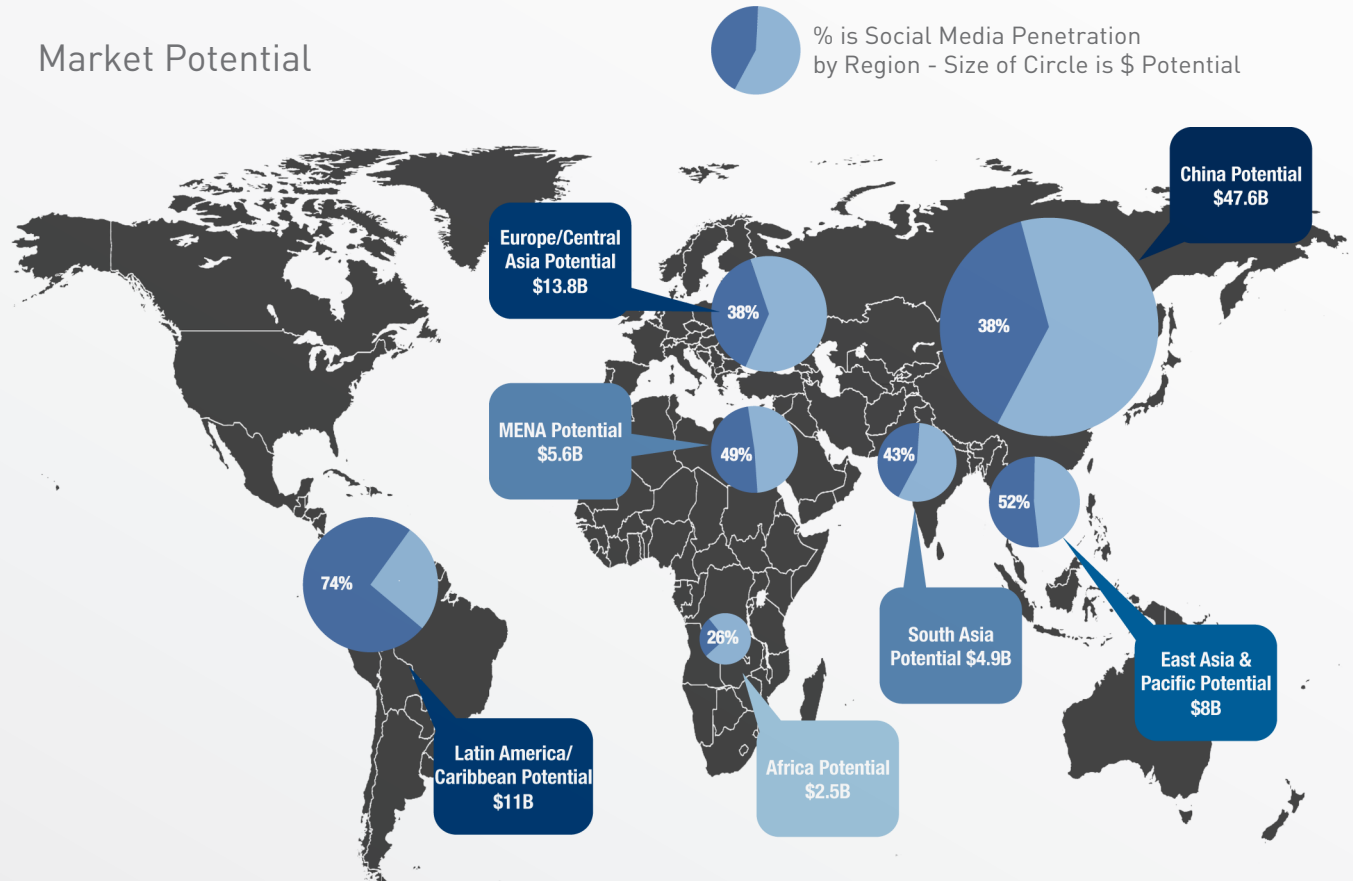 Market Potential
% is Social Media Penetration
by Region - Size of Circle is $ Potential
China Potential
$47.6B
Europe/Central
Asia Potential
$13.8B
38%
38%
MENA Potential
$5.6B
49%
43%
52%
74%
26%
South Asia
Potential $4.9B
East Asia &
Pacific Potential
$8B
Latin America/
Caribbean Potential
$11B
Africa Potential
$2.5B